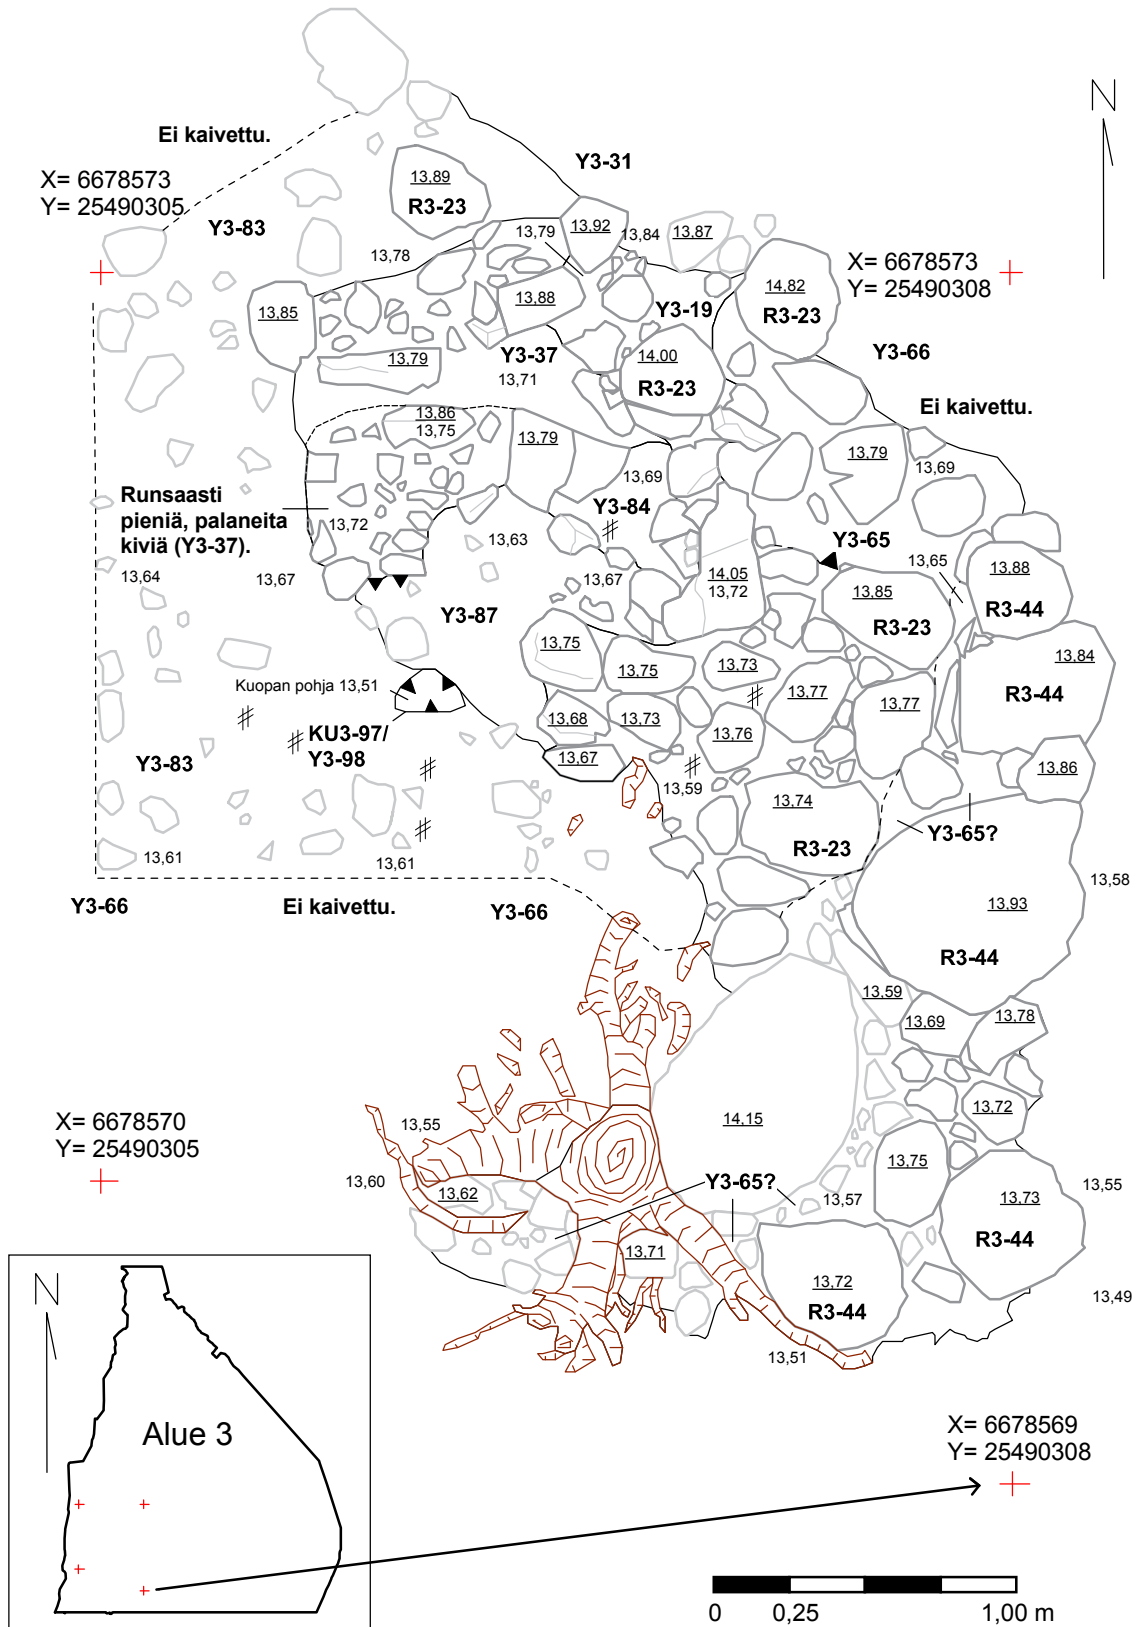 N
Ei kaivettu.
Y3-31
X= 6678573
Y= 25490305
13,89
R3-23
Y3-83
13,92
13,79
13,84
13,87
13,78
X= 6678573
Y= 25490308
14,82
R3-23
13,88
13,85
Y3-19
Y3-37
14,00
Y3-66
13,79
13,71
R3-23
Ei kaivettu.
13,86
13,75
13,79
13,79
13,69
13,69
Runsaasti
pieniä, palaneita
kiviä (Y3-37).
Y3-84
13,72
13,63
Y3-65
13,65
13,88
13,64
13,67
13,67
14,05
13,72
13,85
R3-44
Y3-87
R3-23
13,75
13,75
13,73
13,84
R3-44
Kuopan pohja 13,51
13,77
13,77
13,68
13,73
13,76
KU3-97/
Y3-98
13,67
Y3-83
13,59
13,86
13,74
Y3-65?
R3-23
13,61
13,61
13,58
Y3-66
Ei kaivettu.
Y3-66
13,93
R3-44
13,59
13,69
13,78
X= 6678570
Y= 25490305
13,55
14,15
13,72
13,75
13,60
13,62
Y3-65?
13,57
13,73
13,55
R3-44
13,71
13,72
R3-44
13,49
13,51
N
Alue 3
X= 6678569
Y= 25490308
0
0,25
1,00 m